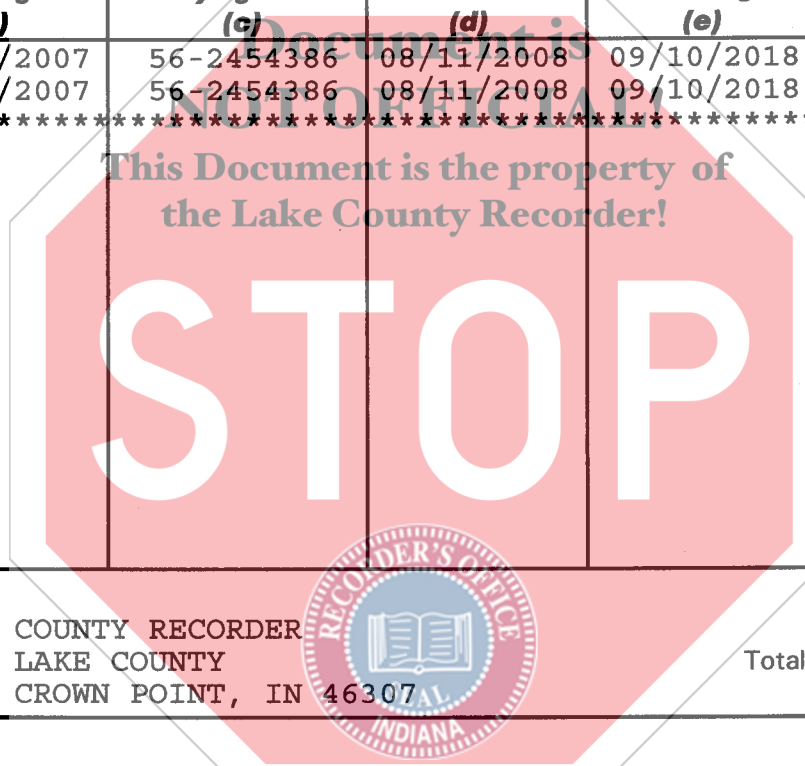 (c) (d) (e)
/2007 56-2454386 08/11/2008 09/10/2018
/2007 56-2454386 08/11/2008 09/10/2018
Document is
NOT OFFICIAL!
This Document is the property of
the Lake County Recorder!
STOP
COUNTY RECORDER
LAKE COUNTY
CROWN POINT, IN 46307
Total
RECORDER'S OFFICE
SEAL
INDIANA